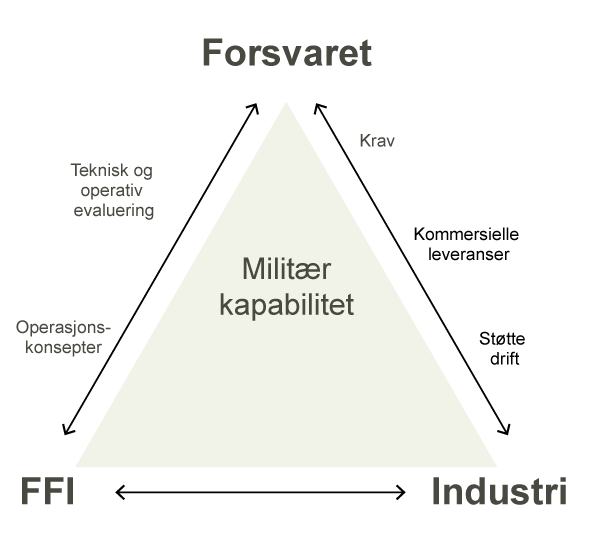 Forsvaret
Krav
Teknisk og
operativ
evaluering
Kommersielle
leveranser
Militær
kapabilitet
Operasjons-
konsepter
Støtte
drift
FFI
Industri